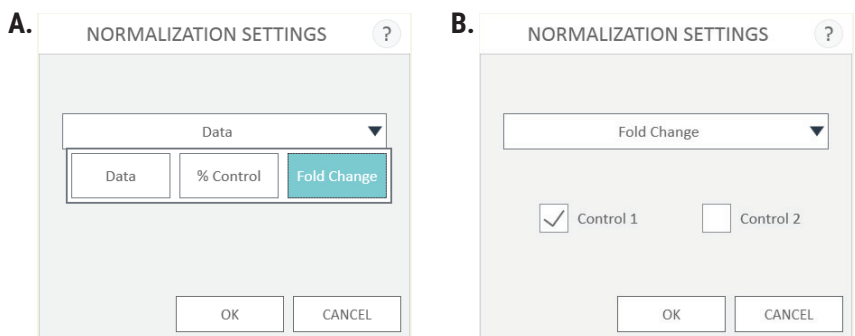 A.
NORMALIZATION SETTINGS ?
Data
Data % Control Fold Change
OK CANCEL
B.
NORMALIZATION SETTINGS ?
Fold Change
Control 1 Control 2
OK CANCEL